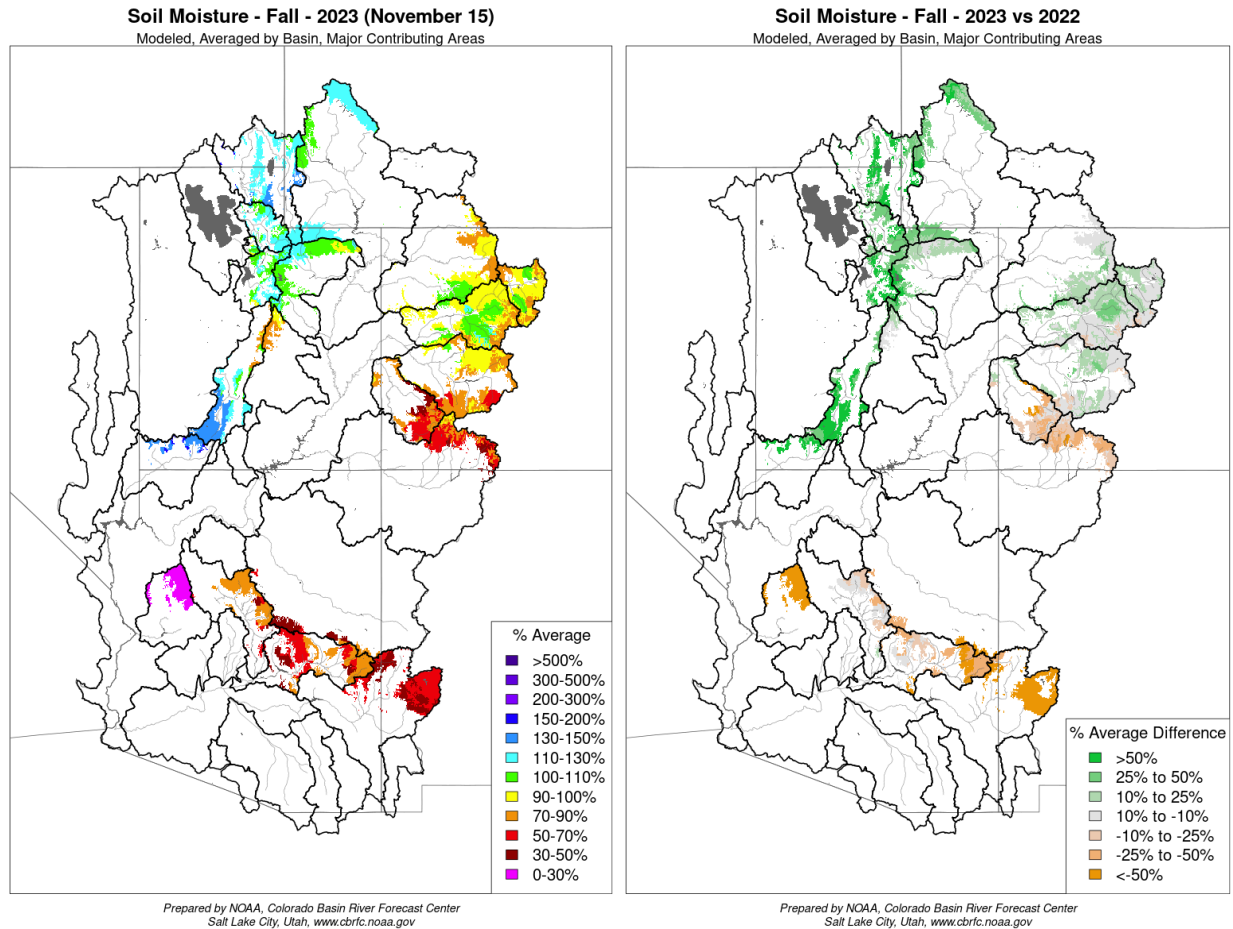 Soil Moisture - Fall - 2023 (November 15)
Modeled, Averaged by Basin, Major Contributing Areas
% Average
>500%
300-500%
200-300%
150-200%
130-150%
110-130%
100-110%
90-100%
70-90%
50-70%
30-50%
0-30%
Prepared by NOAA, Colorado Basin River Forecast Center
Salt Lake City, Utah, www.cbrfc.noaa.gov
Soil Moisture - Fall - 2023 vs 2022
Modeled, Averaged by Basin, Major Contributing Areas
% Average Difference
>50%
25% to 50%
10% to 25%
10% to -10%
-10% to -25%
-25% to -50%
<-50%
Prepared by NOAA, Colorado Basin River Forecast Center
Salt Lake City, Utah, www.cbrfc.noaa.gov